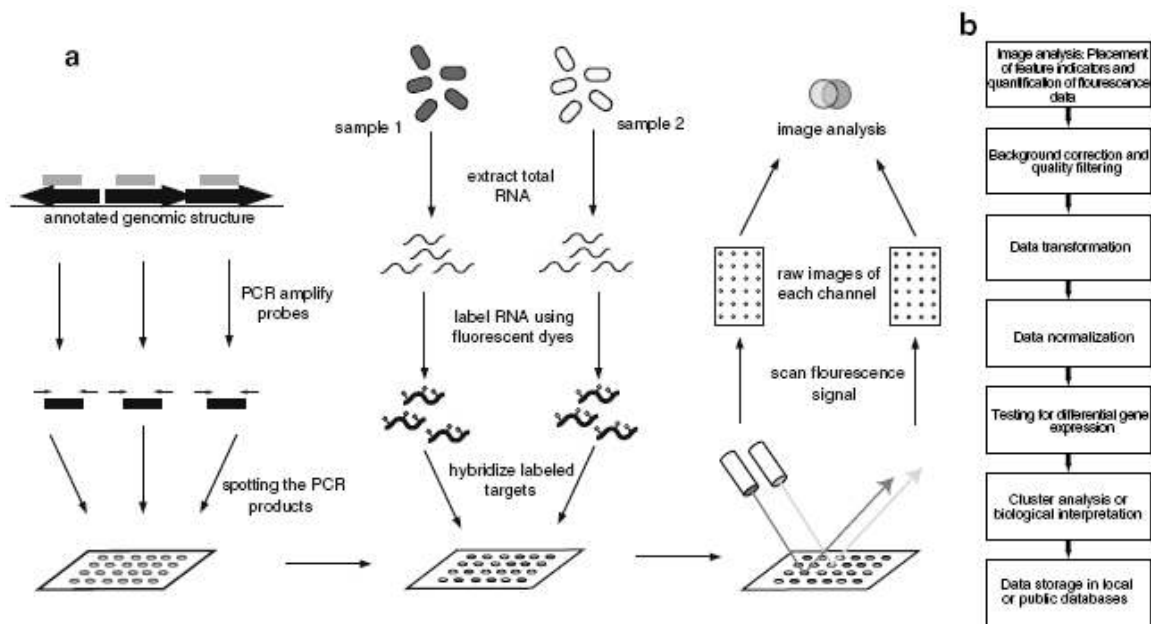 a
annotated genomic structure
PCR amplify
probes
spotting the PCR
products
sample 1
sample 2
extract total
RNA
label RNA using
fluorescent dyes
hybridize labeled
targets
image analysis
raw images of
each channel
scan flourescence
signal
b
Image analysis: Placement
of feature indicators and
quantification of flourescence
data
Background correction and
quality filtering
Data transformation
Data normalization
Testing for differential gene
expression
Cluster analysis or
biological interpretation
Data storage in local
or public databases